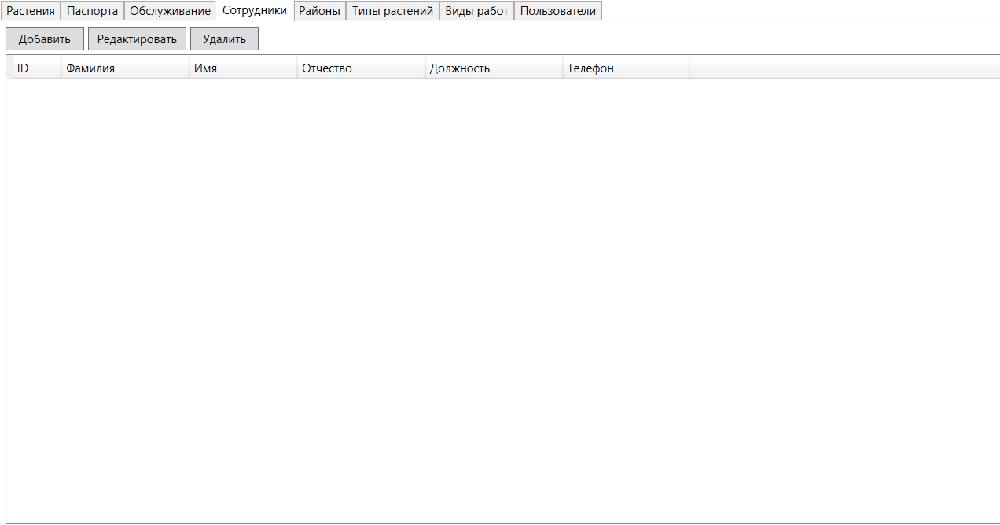 Растения Паспорта Обслуживание Сотрудники Районы Типы растений Виды работ Пользователи
Добавить Редактировать Удалить
ID Фамилия Имя Отчество Должность Телефон